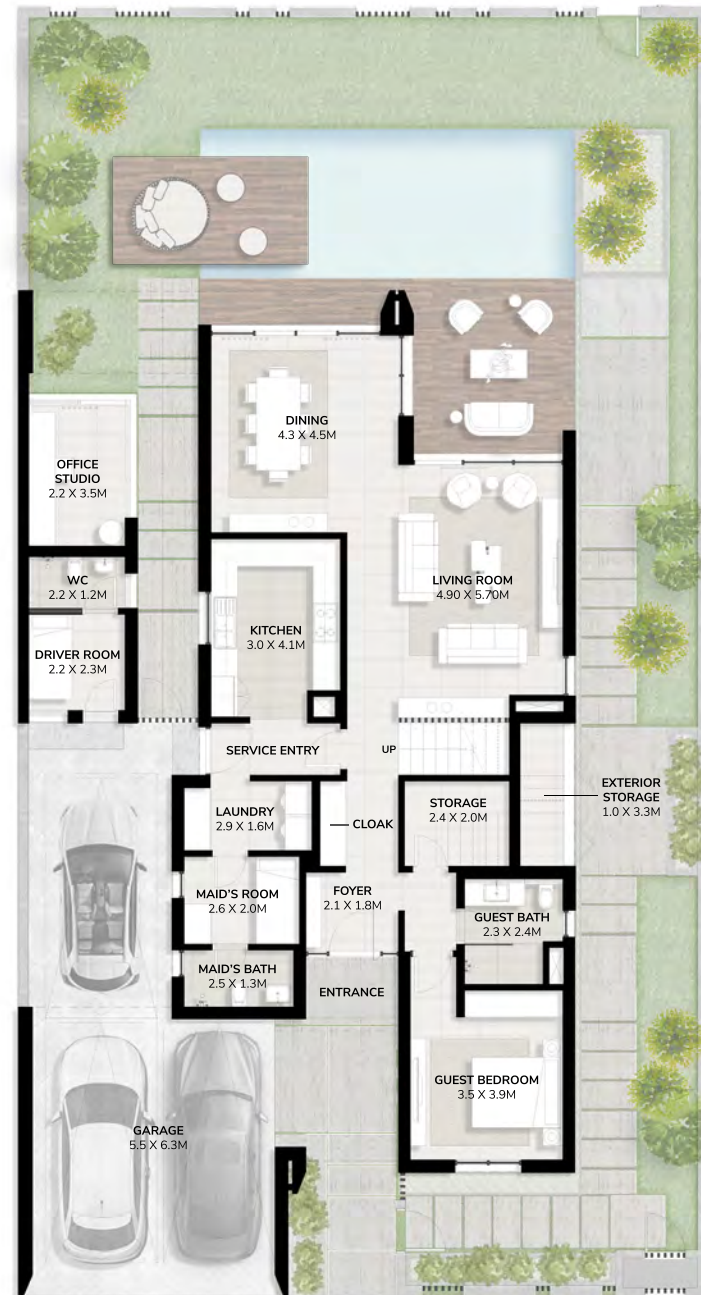 DINING
4.3 X 4.5M
OFFICE
STUDIO
2.2 X 3.5M
WC
2.2 X 1.2M
LIVING ROOM
4.90 X 5.70M
KITCHEN
3.0 X 4.1M
DRIVER ROOM
2.2 X 2.3M
SERVICE ENTRY
UP
EXTERIOR
STORAGE
1.0 X 3.3M
LAUNDRY
2.9 X 1.6M
CLOAK
STORAGE
2.4 X 2.0M
MAID'S ROOM
2.6 X 2.0M
FOYER
2.1 X 1.8M
GUEST BATH
2.3 X 2.4M
MAID'S BATH
2.5 X 1.3M
ENTRANCE
GUEST BEDROOM
3.5 X 3.9M
GARAGE
5.5 X 6.3M